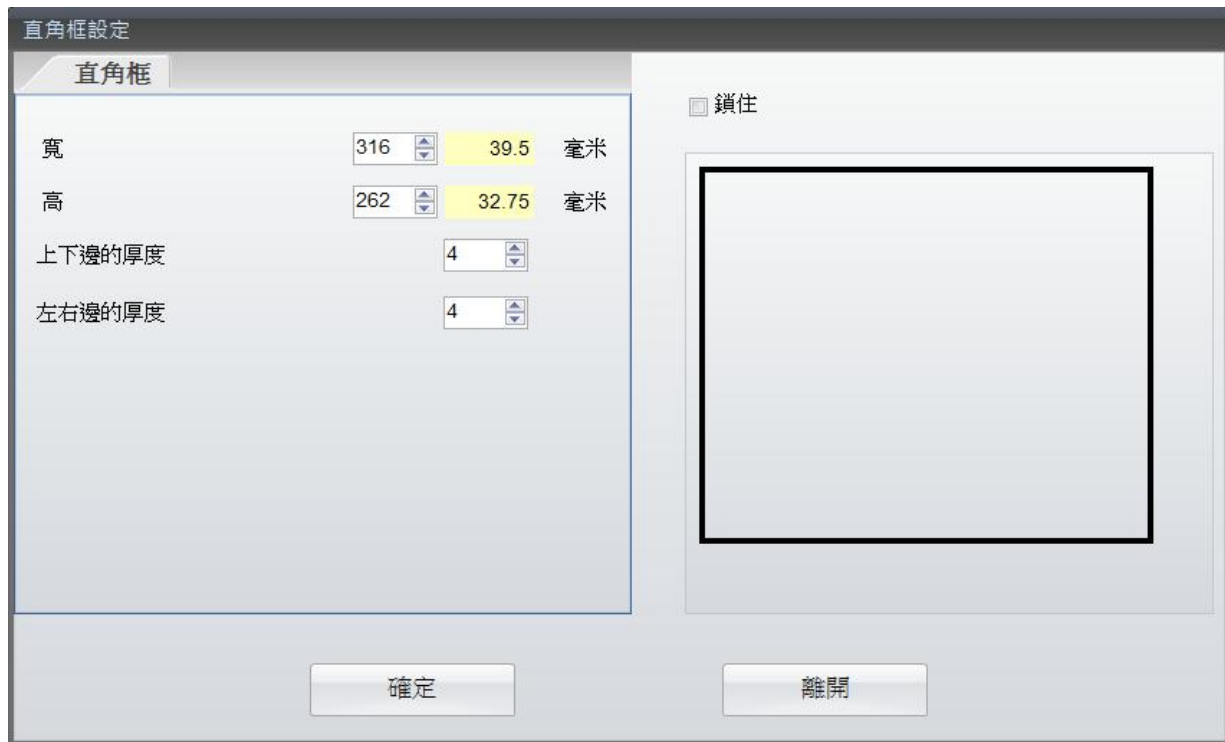 直角框設定
直角框
鎖住
寬 316 39.5 毫米
高 262 32.75 毫米
上下邊的厚度 4
左右邊的厚度 4
確定 離開